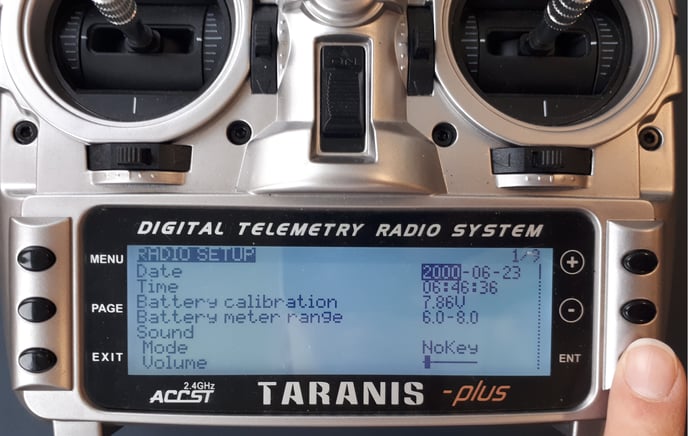 ON
DIGITAL TELEMETRY RADIO SYSTEM
MENU
PAGE
EXIT
RADIO SETUP 1/9
Date 2000-06-23
Time 06:46:36
Battery calibration 7.86V
Battery meter range 6.0-8.0
Sound
Mode NoKey
Volume
+
-
ENT
2.4GHz
ACCST
TARANIS -plus